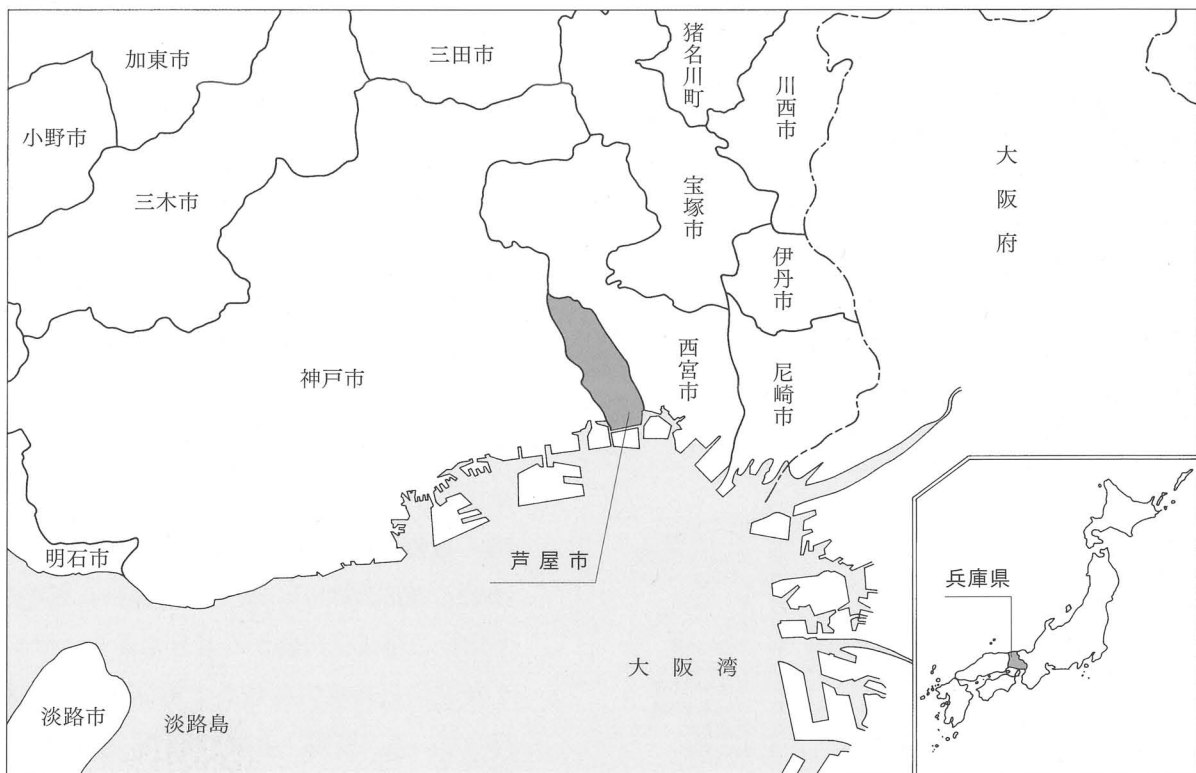 加東市
三田市
猪名川町
川西市
小野市
三木市
宝塚市
大阪府
伊丹市
神戸市
西宮市
尼崎市
明石市
芦屋市
兵庫県
大阪湾
淡路市
淡路島